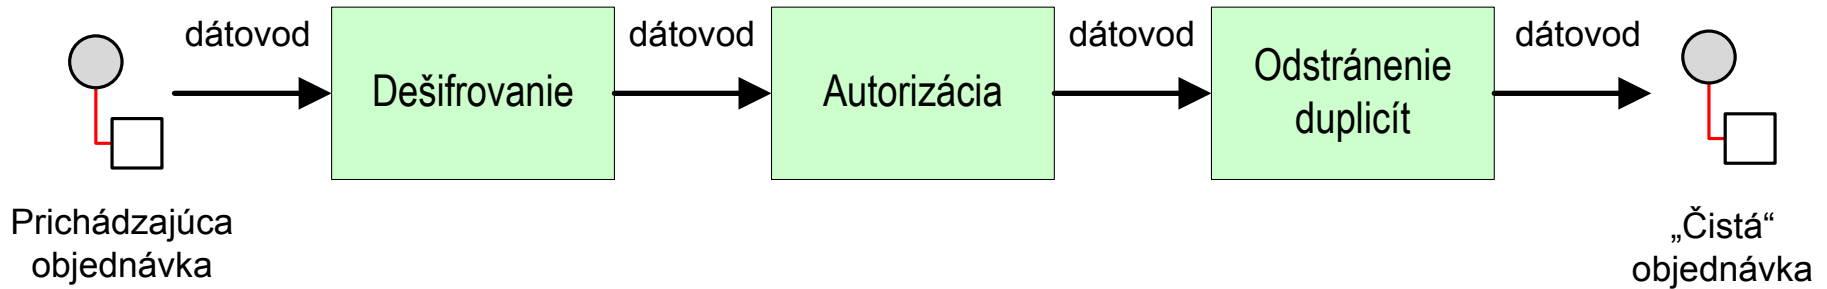 dátovod
dátovod
dátovod
dátovod
Dešifrovanie
Autorizácia
Odstránenie
duplicít
Prichádzajúca
objednávka
„Čistá“
objednávka